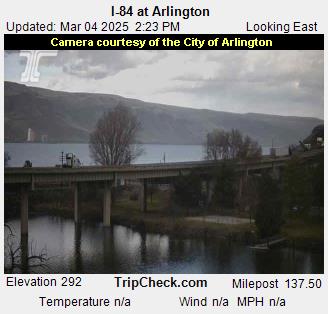 I-84 at Arlington
Updated: Mar 04 2025 2:23 PM Looking East
Camera courtesy of the City of Arlington
Elevation 292 TripCheck.com Milepost 137.50
Temperature n/a Wind n/a MPH n/a